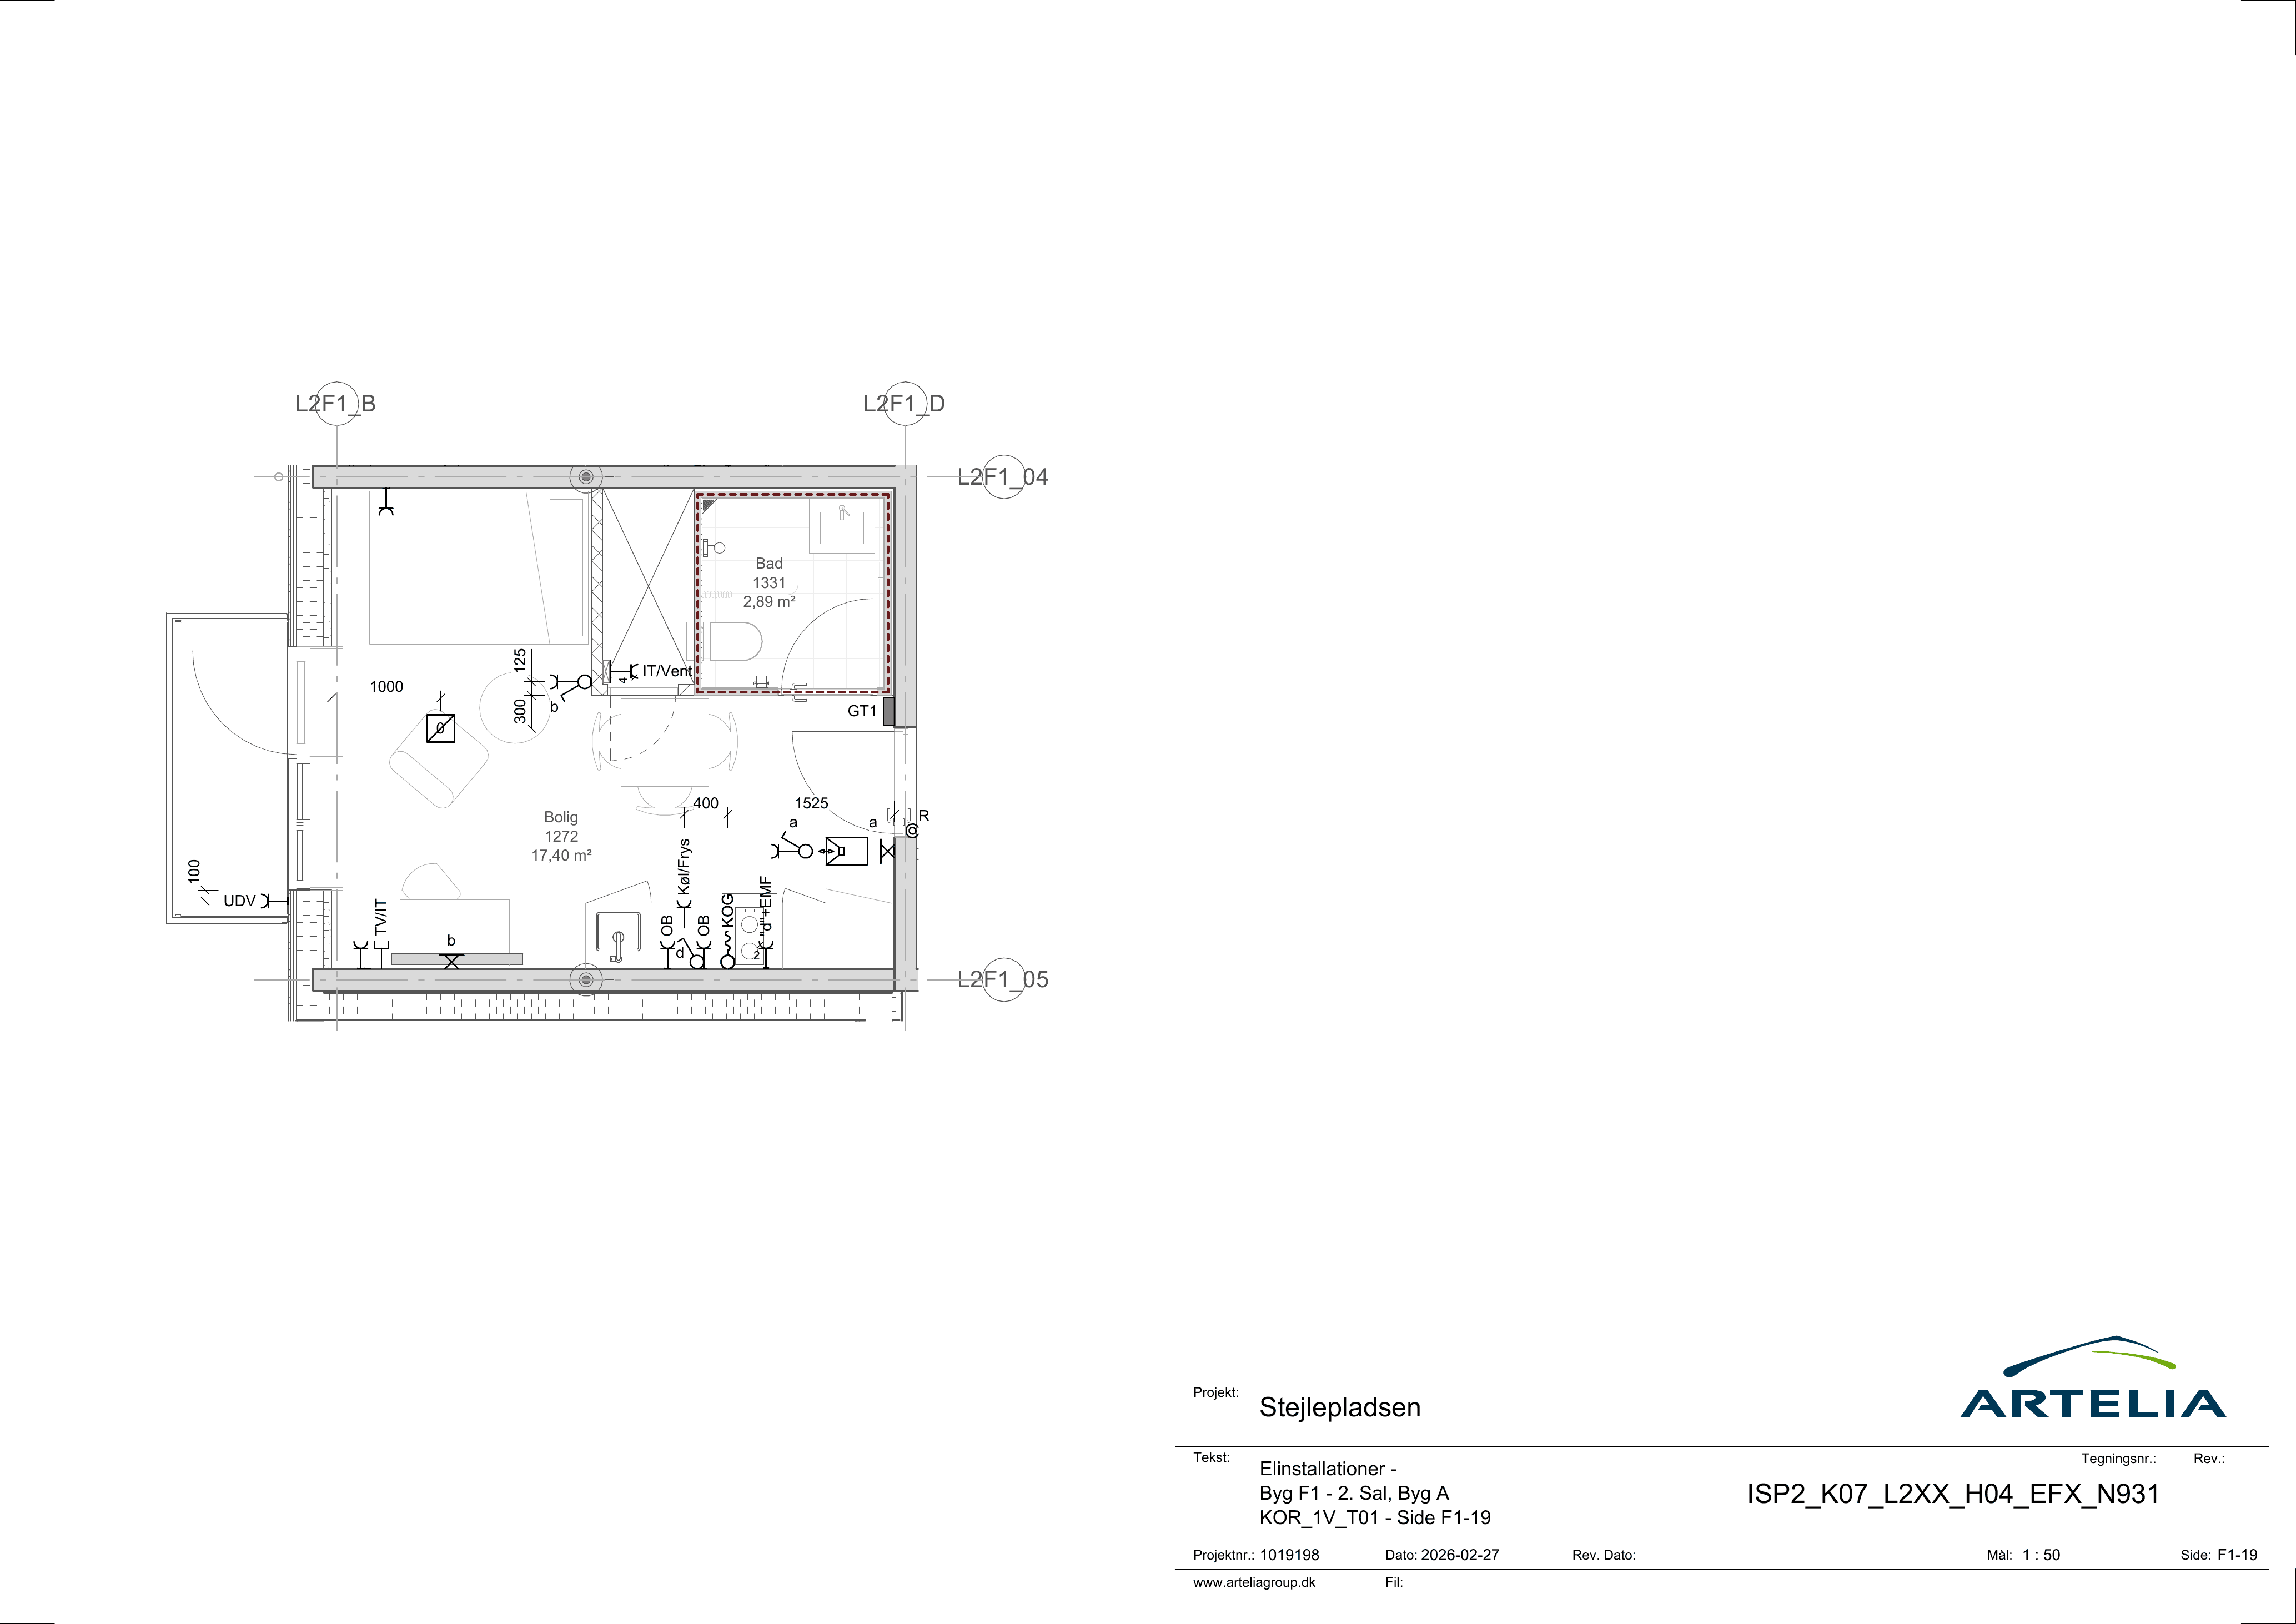 L2F1_B
L2F1_D
L2F1_04
Bad
1331
2,89 m²
125
IT/Vent
4
1000
300
b
GT1
0
400
1525
R
a
a
Bolig
1272
17,40 m²
Køl/Frys
100
UDV
TV/IT
b
OB
d
OB
KOG
2
"d"+EMF
L2F1_05
ARTELIA
Projekt:
Stejlepladsen
Tekst:
Elinstallationer -
Byg F1 - 2. Sal, Byg A
KOR_1V_T01 - Side F1-19
Tegningsnr.:
Rev.:
ISP2_K07_L2XX_H04_EFX_N931
Projektnr.: 1019198
Dato: 2026-02-27
Rev. Dato:
Mål: 1 : 50
Side: F1-19
www.arteliagroup.dk
Fil: